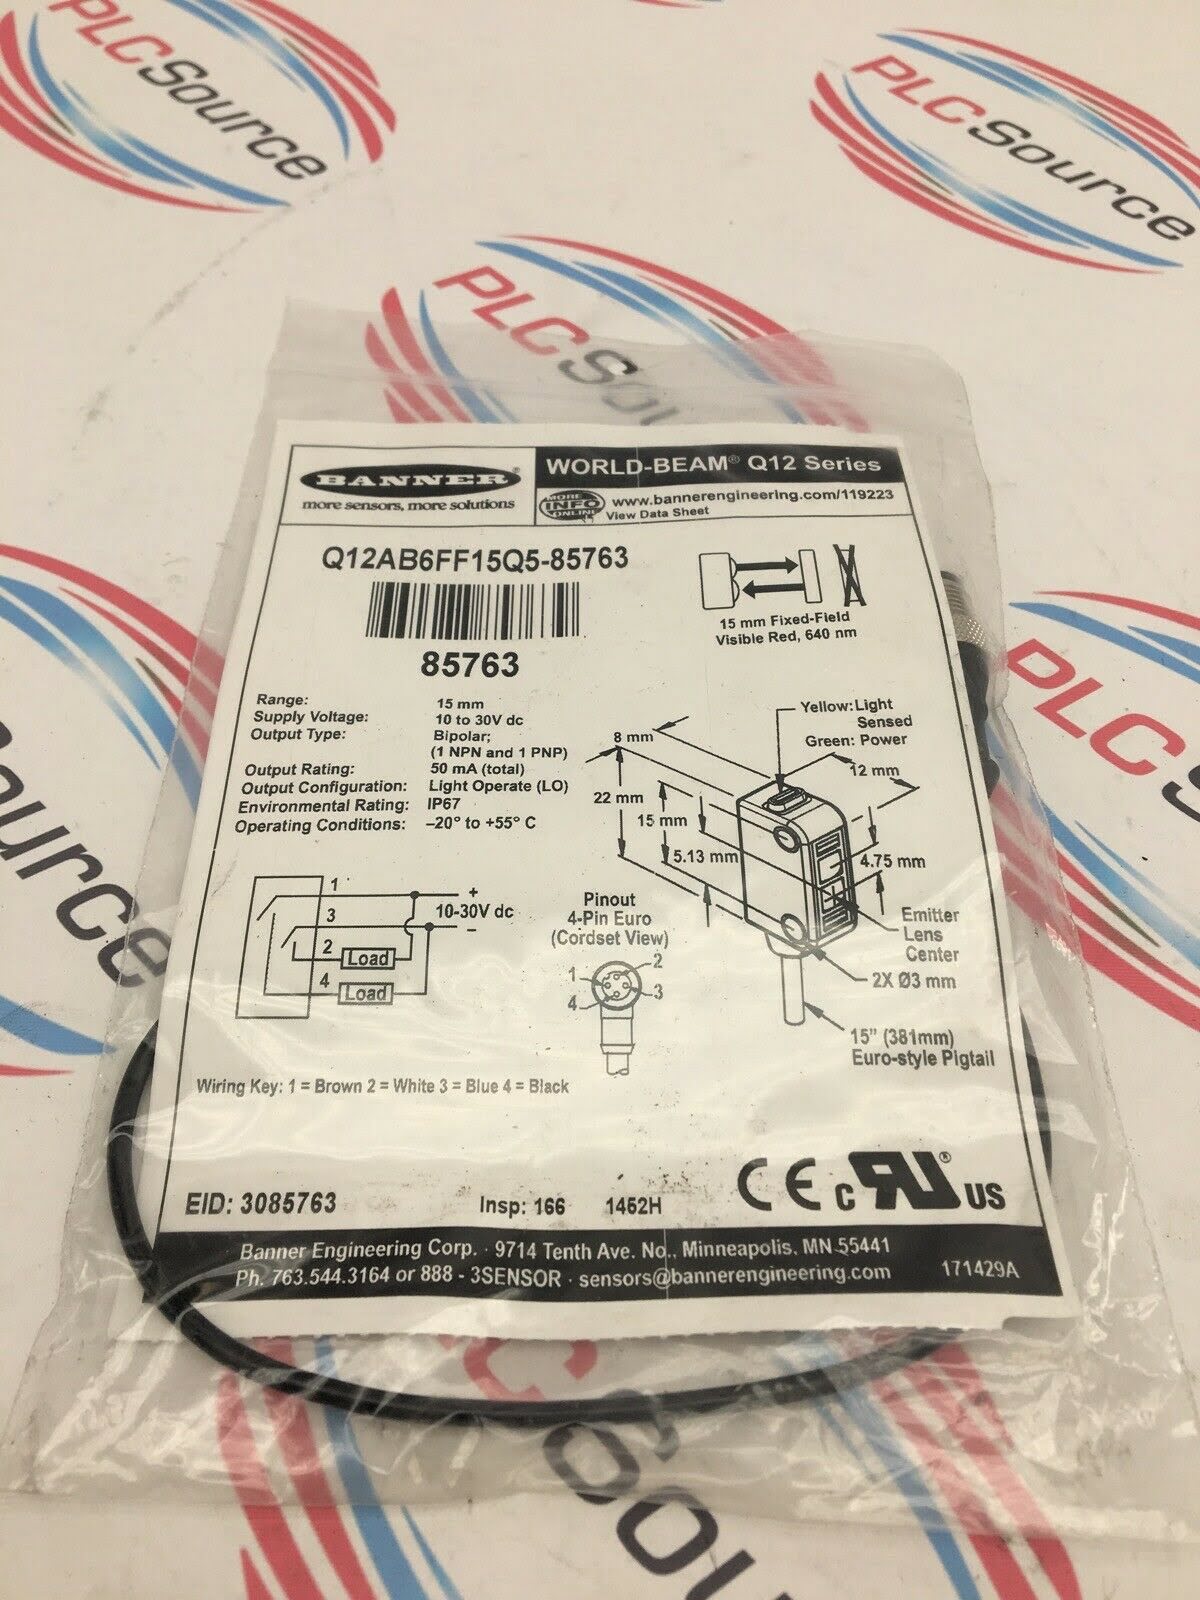 PLCSource
PLCSource
PLCSource
BANNER®
more sensors, more solutions
WORLD-BEAM® Q12 Series
MORE
INFO
ONLINE
www.bannerengineering.com/119223
View Data Sheet
Q12AB6FF15Q5-85763
85763
15 mm Fixed-Field
Visible Red, 640 nm
Range: 15 mm
Supply Voltage: 10 to 30V dc
Output Type: Bipolar;
(1 NPN and 1 PNP)
Output Rating: 50 mA (total)
Output Configuration: Light Operate (LO)
Environmental Rating: IP67
Operating Conditions: –20° to +55° C
Yellow: Light
Sensed
Green: Power
8 mm
12 mm
22 mm
15 mm
5.13 mm
4.75 mm
Emitter
Lens
Center
2X Ø3 mm
15" (381mm)
Euro-style Pigtail
1
+
3
10-30V dc
–
2
Load
4
Load
Pinout
4-Pin Euro
(Cordset View)
2
1
3
4
Wiring Key: 1 = Brown 2 = White 3 = Blue 4 = Black
EID: 3085763
Insp: 166
1452H
CE c RU ® US
Banner Engineering Corp. · 9714 Tenth Ave. No., Minneapolis, MN 55441
Ph. 763.544.3164 or 888 - 3SENSOR · sensors@bannerengineering.com
171429A
PLCS
Source
Sou